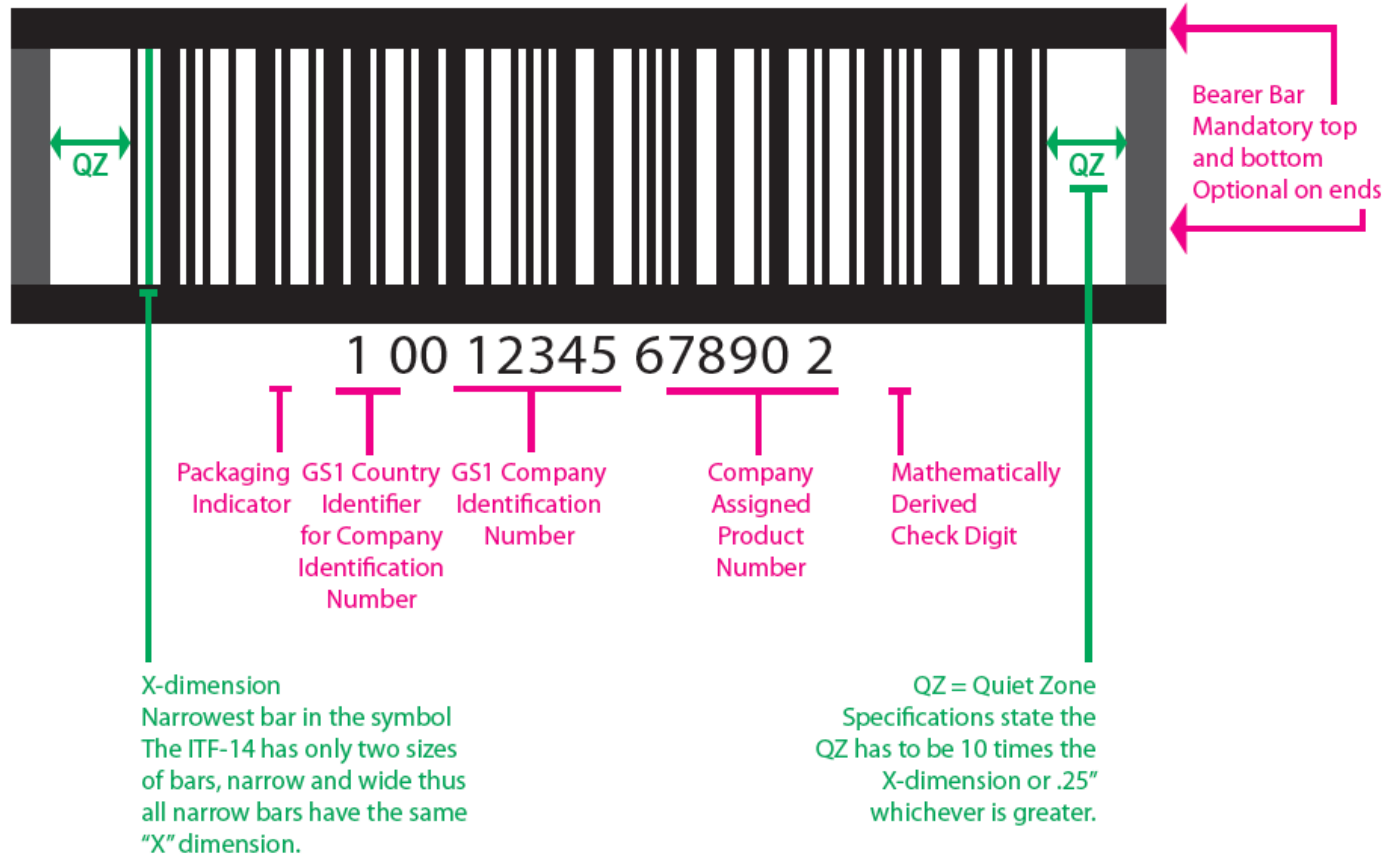 QZ
QZ
Bearer Bar
Mandatory top
and bottom
Optional on ends
1 00 12345 67890 2
Packaging
Indicator
GS1 Country
Identifier
for Company
Identification
Number
GS1 Company
Identification
Number
Company
Assigned
Product
Number
Mathematically
Derived
Check Digit
X-dimension
Narrowest bar in the symbol
The ITF-14 has only two sizes
of bars, narrow and wide thus
all narrow bars have the same
“X” dimension.
QZ = Quiet Zone
Specifications state the
QZ has to be 10 times the
X-dimension or .25”
whichever is greater.